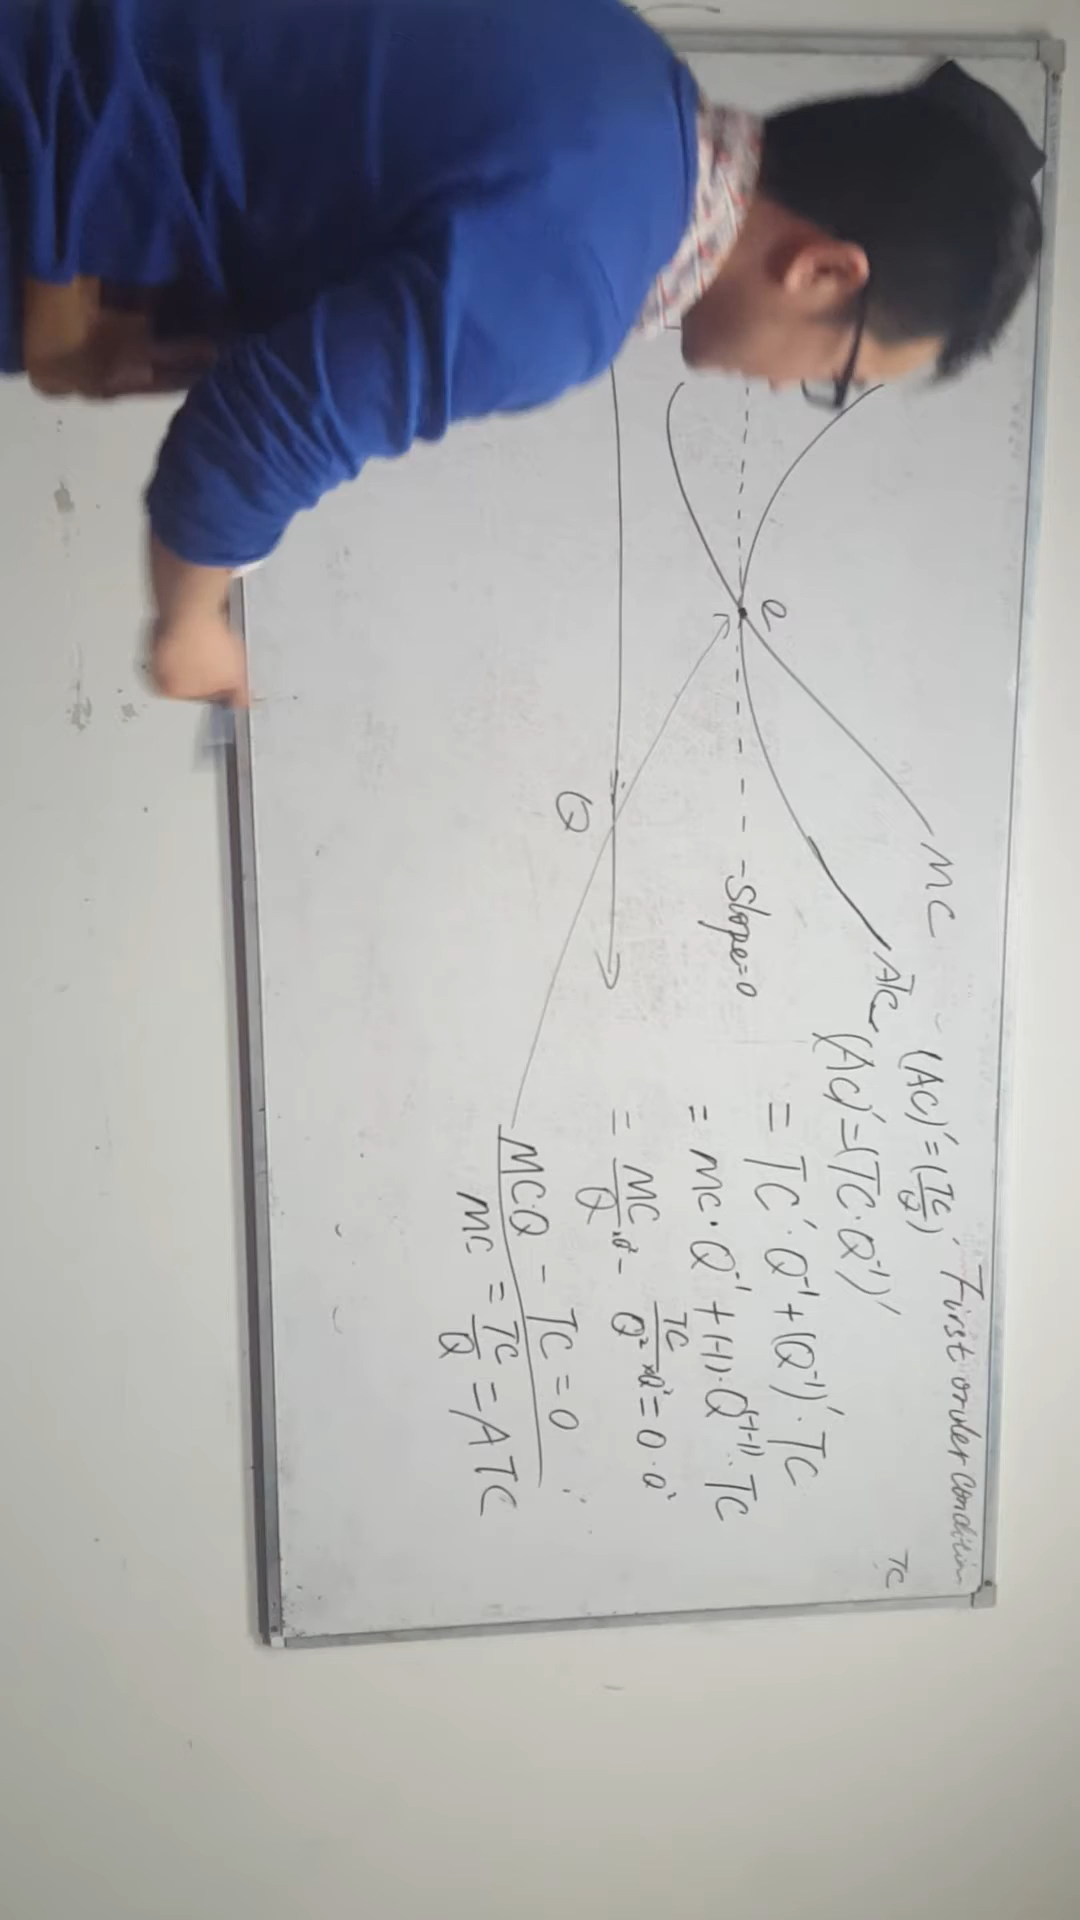 First order condition
TC
(AC)' = (TC/Q)'
MC
ATC
(AC)' = (TC·Q⁻¹)'
= TC'·Q⁻¹ + (Q⁻¹)'·TC
e
= MC·Q⁻¹ + (-1)·Q⁽⁻¹⁻¹⁾·TC
Slope=0
= MC/Q ·Q² - TC/Q² ×Q² = 0·Q²
Q
MC·Q - TC = 0
MC = TC/Q = ATC